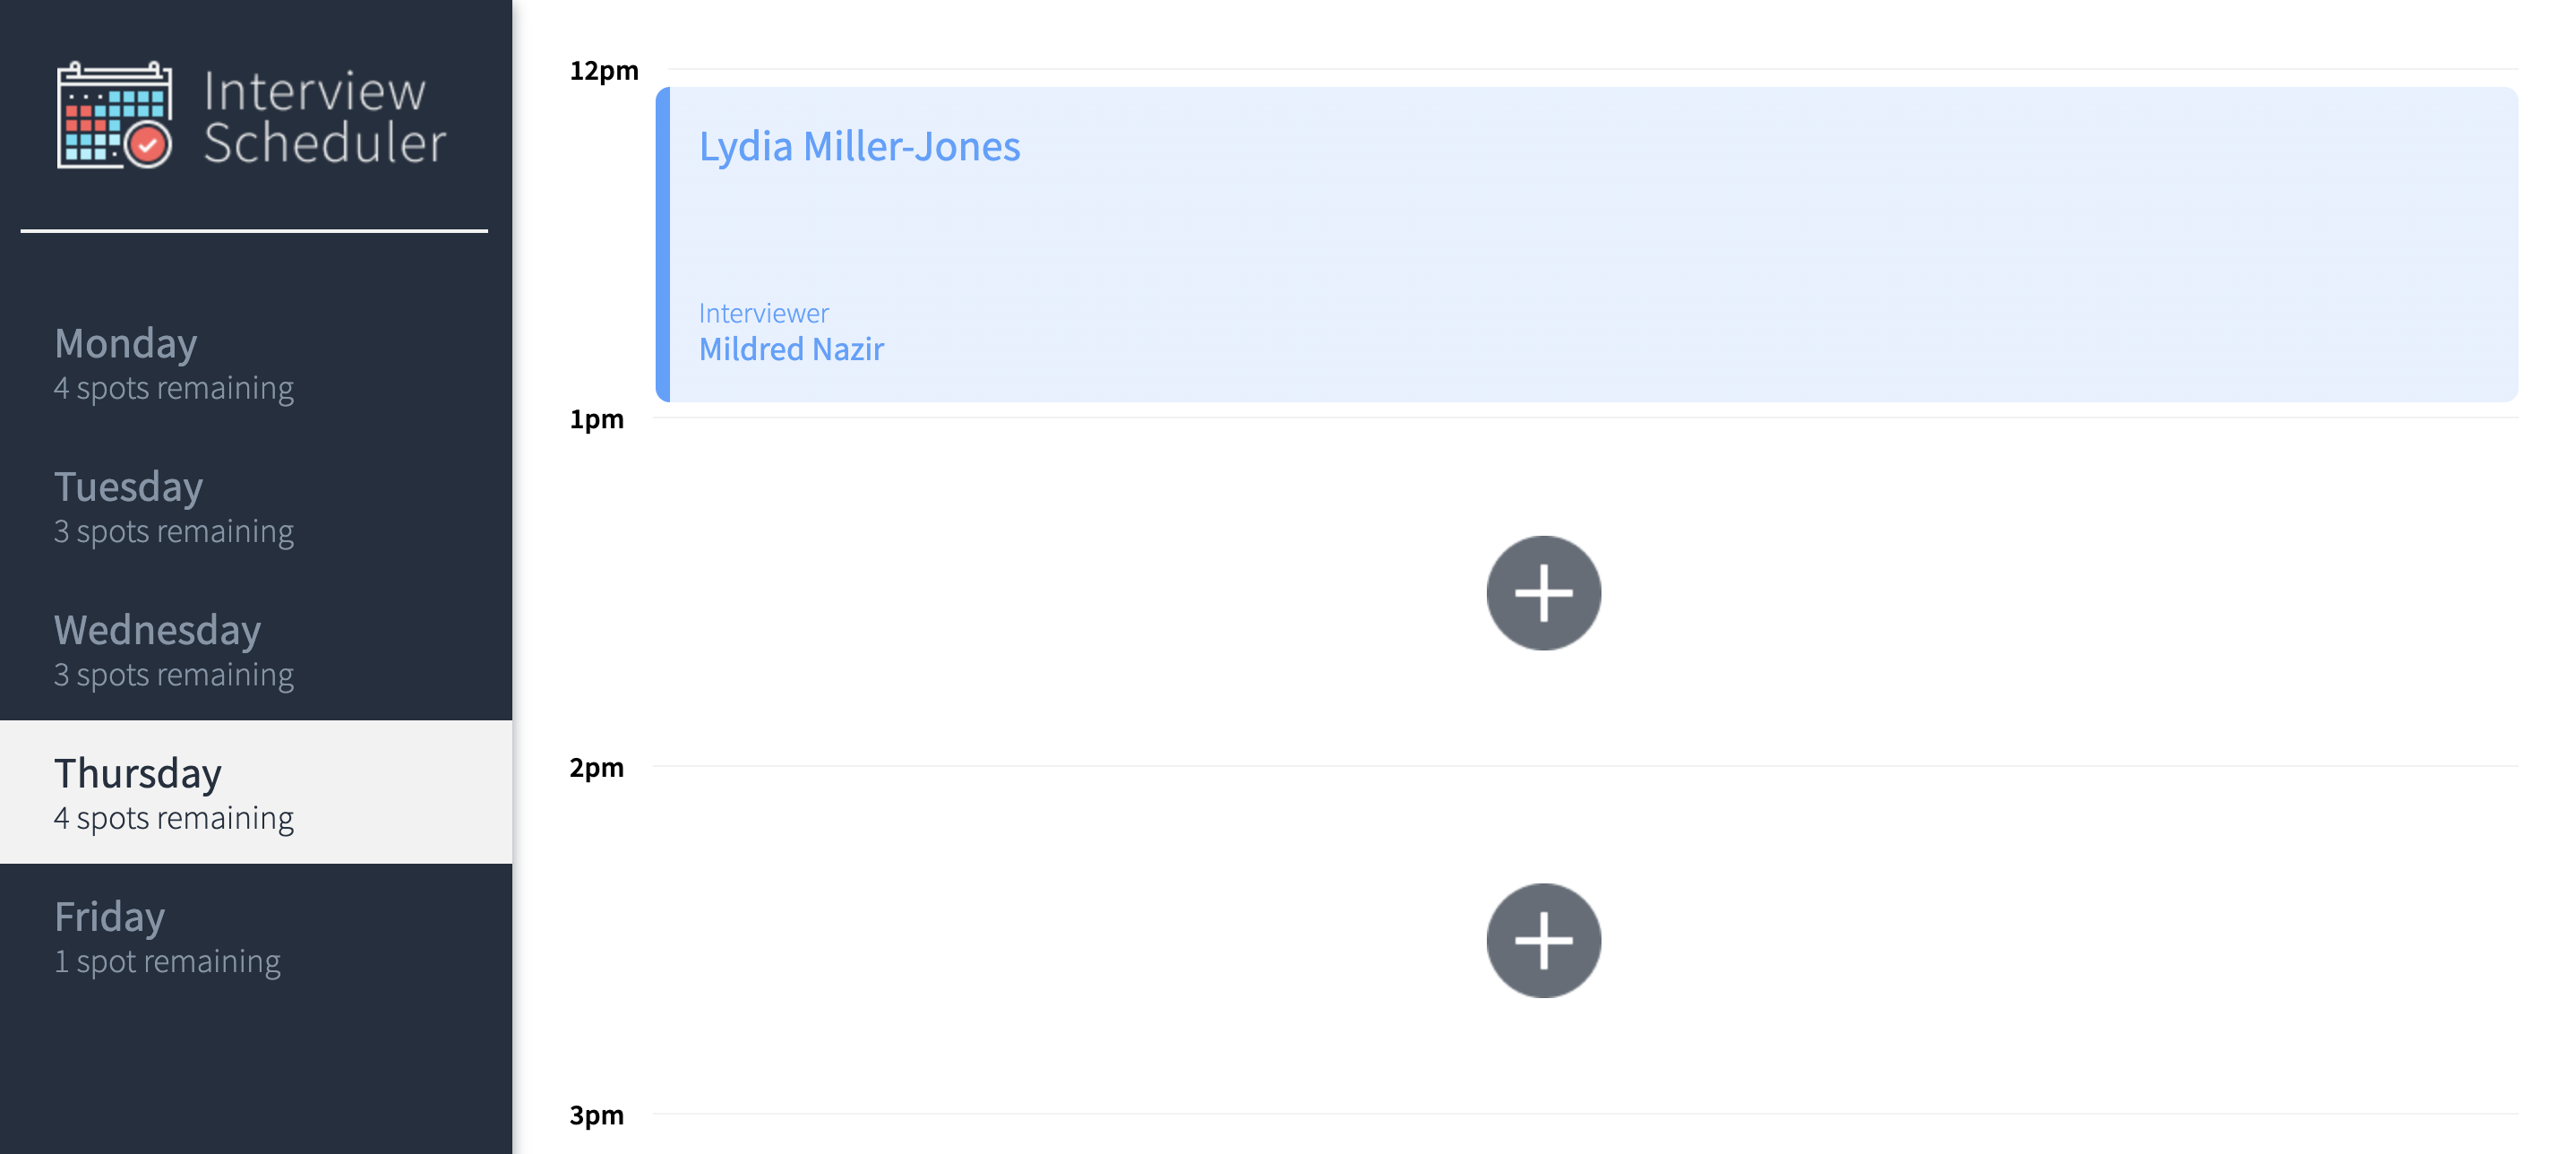 Interview
Scheduler
Monday
4 spots remaining
Tuesday
3 spots remaining
Wednesday
3 spots remaining
Thursday
4 spots remaining
Friday
1 spot remaining
12pm
Lydia Miller-Jones
Interviewer
Mildred Nazir
1pm
2pm
3pm